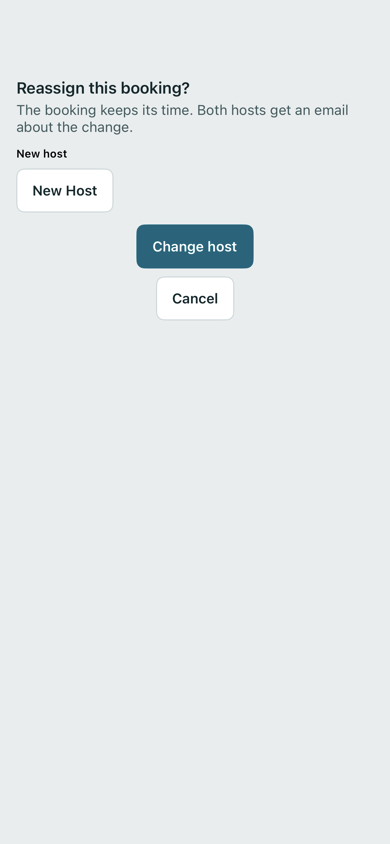 Reassign this booking?
The booking keeps its time. Both hosts get an email
about the change.
New host
New Host
Change host
Cancel